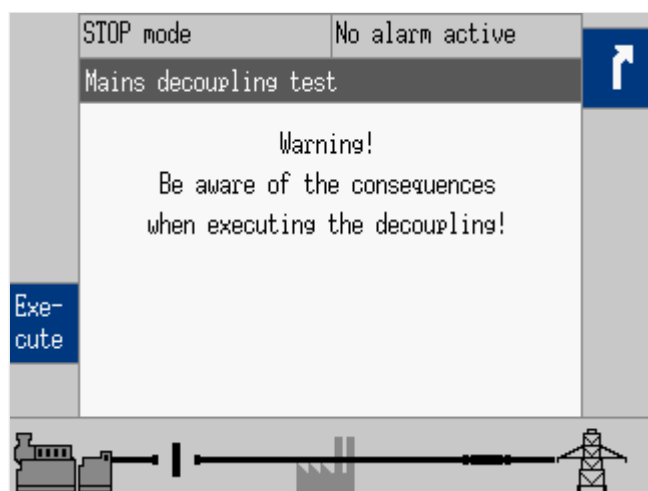 STOP mode
No alarm active
Mains decoupling test
Warning!
Be aware of the consequences
when executing the decoupling!
Exe-
cute